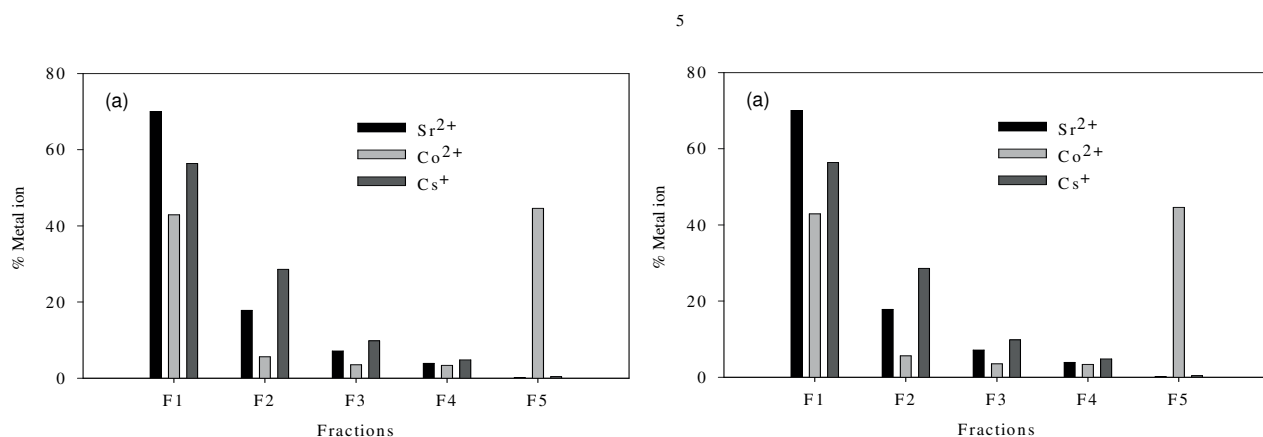 5
80
60
40
20
0
% Metal ion
(a)
Sr2+
Co2+
Cs+
F1 F2 F3 F4 F5
Fractions
80
60
40
20
0
% Metal ion
(a)
Sr2+
Co2+
Cs+
F1 F2 F3 F4 F5
Fractions